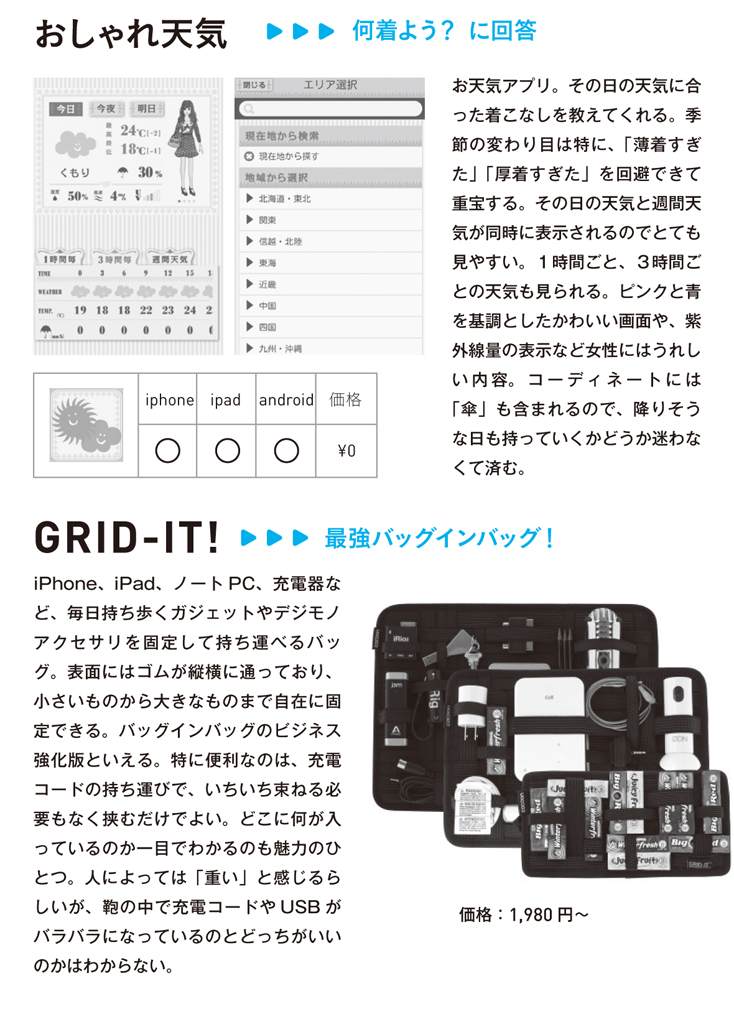 おしゃれ天気
▶▶▶ 何着よう? に回答
今日 今夜 明日
最高 24℃[-2]
最低 18℃[-1]
くもり 30%
湿度 50% 4%
1時間毎 3時間毎 週間天気
TIME 0 3 6 9 12 15 1
WEATHER
TEMP.(℃) 19 18 18 22 23 24 2
(mm/h) 0 0 0 0 0 0
閉じる エリア選択
現在地から検索
現在地から探す
地域から選択
▶ 北海道・東北
▶ 関東
▶ 信越・北陸
▶ 東海
▶ 近畿
▶ 中国
▶ 四国
▶ 九州・沖縄
iphone ipad android 価格
○ ○ ○ ¥0
お天気アプリ。その日の天気に合
った着こなしを教えてくれる。季
節の変わり目は特に、「薄着すぎ
た」「厚着すぎた」を回避できて
重宝する。その日の天気と週間天
気が同時に表示されるのでとても
見やすい。1時間ごと、3時間ご
との天気も見られる。ピンクと青
を基調としたかわいい画面や、紫
外線量の表示など女性にはうれし
い内容。コーディネートには
「傘」も含まれるので、降りそう
な日も持っていくかどうか迷わな
くて済む。
GRID-IT!
▶▶▶ 最強バッグインバッグ!
iPhone、iPad、ノートPC、充電器な
ど、毎日持ち歩くガジェットやデジモノ
アクセサリを固定して持ち運べるバッ
グ。表面にはゴムが縦横に通っており、
小さいものから大きなものまで自在に固
定できる。バッグインバッグのビジネス
強化版といえる。特に便利なのは、充電
コードの持ち運びで、いちいち束ねる必
要もなく挟むだけでよい。どこに何が入
っているのか一目でわかるのも魅力のひ
とつ。人によっては「重い」と感じるら
しいが、鞄の中で充電コードやUSBが
バラバラになっているのとどっちがいい
のかはわからない。
iRig
jam
Rig
Winterfresh
Juicy Fruit
Big
Winterfresh
Big
Juicy Fruit
GRID-IT!
価格:1,980円〜